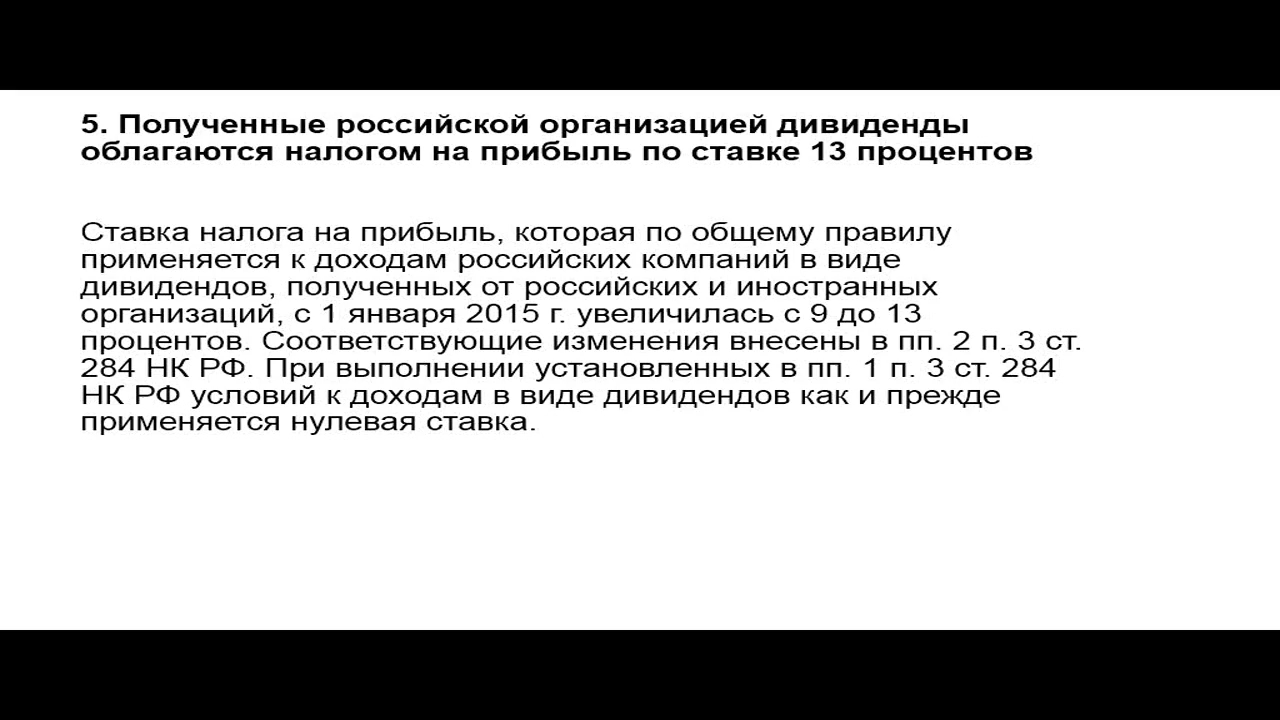 5. Полученные российской организацией дивиденды
облагаются налогом на прибыль по ставке 13 процентов
Ставка налога на прибыль, которая по общему правилу
применяется к доходам российских компаний в виде
дивидендов, полученных от российских и иностранных
организаций, с 1 января 2015 г. увеличилась с 9 до 13
процентов. Соответствующие изменения внесены в пп. 2 п. 3 ст.
284 НК РФ. При выполнении установленных в пп. 1 п. 3 ст. 284
НК РФ условий к доходам в виде дивидендов как и прежде
применяется нулевая ставка.